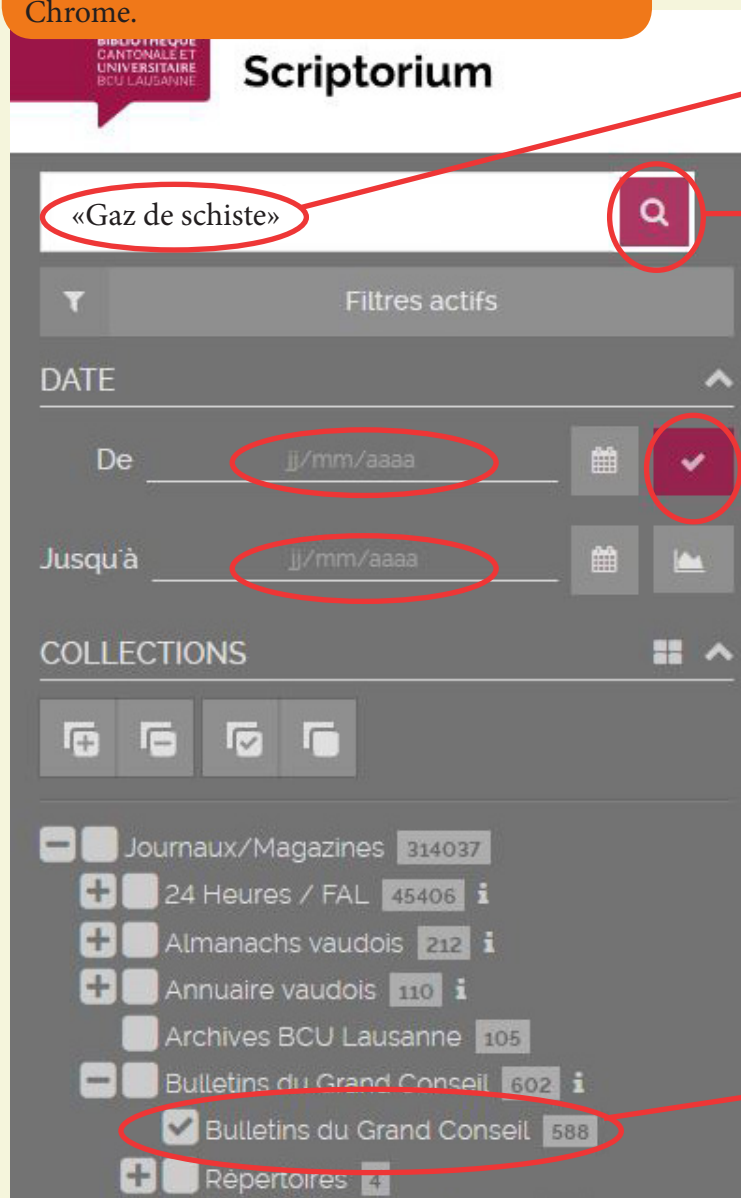 Chrome.
BIBLIOTHÈQUE
CANTONALE ET
UNIVERSITAIRE
BCU LAUSANNE
Scriptorium
«Gaz de schiste»
Filtres actifs
DATE
De jj/mm/aaaa
Jusqu'à jj/mm/aaaa
COLLECTIONS
Journaux/Magazines 314037
24 Heures / FAL 45406 i
Almanachs vaudois 212 i
Annuaire vaudois 110 i
Archives BCU Lausanne 105
Bulletins du Grand Conseil 602 i
Bulletins du Grand Conseil 588
Répertoires 4